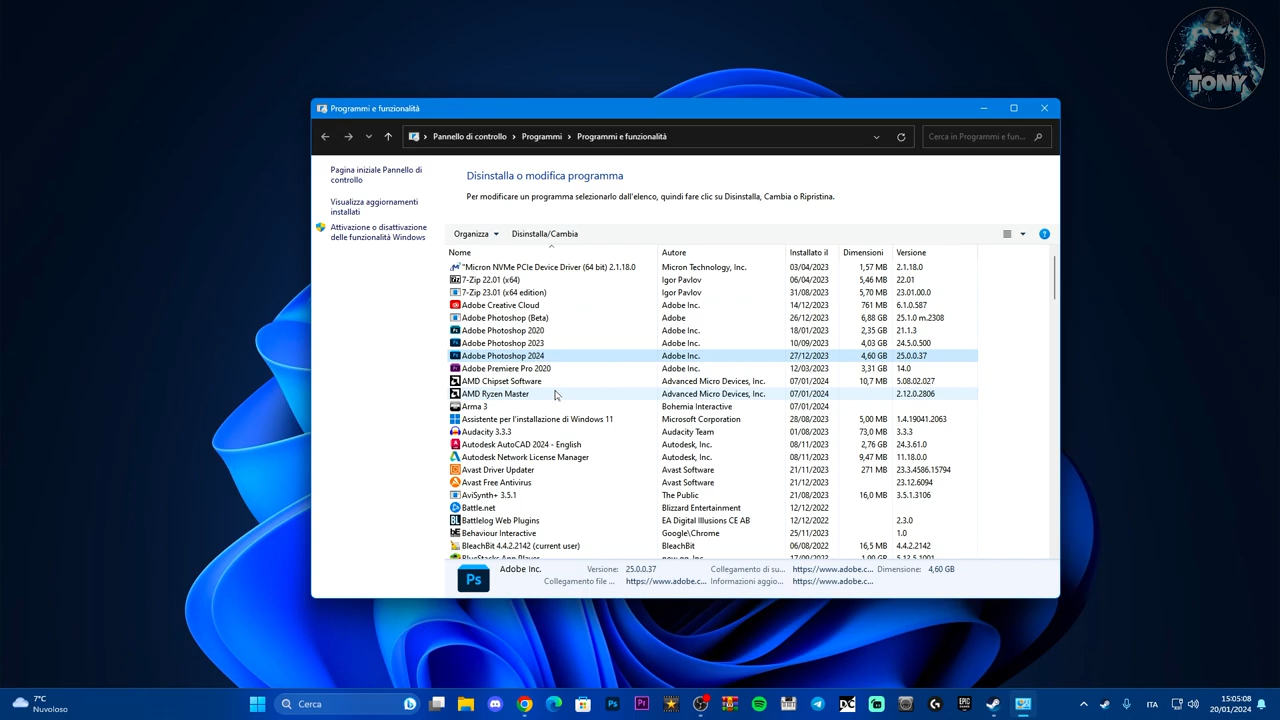 TONY
Programmi e funzionalità
Pannello di controllo > Programmi > Programmi e funzionalità
Cerca in Programmi e fun...
Pagina iniziale Pannello di
controllo
Visualizza aggiornamenti
installati
Attivazione o disattivazione
delle funzionalità Windows
Disinstalla o modifica programma
Per modificare un programma selezionarlo dall'elenco, quindi fare clic su Disinstalla, Cambia o Ripristina.
Organizza Disinstalla/Cambia
Nome Autore Installato il Dimensioni Versione
"Micron NVMe PCIe Device Driver (64 bit) 2.1.18.0 Micron Technology, Inc. 03/04/2023 1,57 MB 2.1.18.0
7-Zip 22.01 (x64) Igor Pavlov 06/04/2023 5,46 MB 22.01
7-Zip 23.01 (x64 edition) Igor Pavlov 31/08/2023 5,70 MB 23.01.00.0
Adobe Creative Cloud Adobe Inc. 14/12/2023 761 MB 6.1.0.587
Adobe Photoshop (Beta) Adobe 26/12/2023 6,88 GB 25.1.0 m.2308
Adobe Photoshop 2020 Adobe Inc. 18/01/2023 2,35 GB 21.1.3
Adobe Photoshop 2023 Adobe Inc. 10/09/2023 4,03 GB 24.5.0.500
Adobe Photoshop 2024 Adobe Inc. 27/12/2023 4,60 GB 25.0.0.37
Adobe Premiere Pro 2020 Adobe Inc. 12/03/2023 3,31 GB 14.0
AMD Chipset Software Advanced Micro Devices, Inc. 07/01/2024 10,7 MB 5.08.02.027
AMD Ryzen Master Advanced Micro Devices, Inc. 07/01/2024 2.12.0.2806
Arma 3 Bohemia Interactive 07/01/2024
Assistente per l'installazione di Windows 11 Microsoft Corporation 28/08/2023 5,00 MB 1.4.19041.2063
Audacity 3.3.3 Audacity Team 01/08/2023 73,0 MB 3.3.3
Autodesk AutoCAD 2024 - English Autodesk, Inc. 08/11/2023 2,76 GB 24.3.61.0
Autodesk Network License Manager Autodesk, Inc. 08/11/2023 9,47 MB 11.18.0.0
Avast Driver Updater Avast Software 21/11/2023 271 MB 23.3.4586.15794
Avast Free Antivirus Avast Software 21/12/2023 23.12.6094
AviSynth+ 3.5.1 The Public 21/08/2023 16,0 MB 3.5.1.3106
Battle.net Blizzard Entertainment 12/12/2022
Battlelog Web Plugins EA Digital Illusions CE AB 12/12/2022 2.3.0
Behaviour Interactive Google\Chrome 25/11/2023 1.0
BleachBit 4.4.2.2142 (current user) BleachBit 06/08/2022 16,5 MB 4.4.2.2142
BlueStacks App Player now.gg, Inc. 17/09/2023 1,99 GB 5.13.5.1001
Ps Adobe Inc. Versione: 25.0.0.37 Collegamento di su... https://www.adobe.c... Dimensione: 4,60 GB
Collegamento file ... https://www.adobe.c... Informazioni aggio... https://www.adobe.c...
7°C
Nuvoloso
Cerca
ITA
15:05:08
20/01/2024